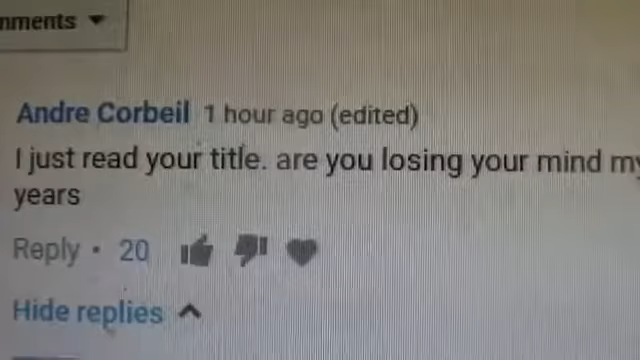 Andre Corbeil 1 hour ago (edited)
I just read your title. are you losing your mind
years
Reply • 20
Hide replies